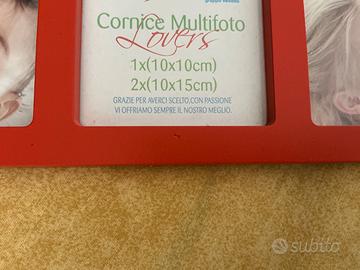 Cornice Multifoto
Lovers
1x(10x10cm)
2x(10x15cm)
GRAZIE PER AVERCI SCELTO, CON PASSIONE
VI OFFRIAMO SEMPRE IL NOSTRO MEGLIO.
subito